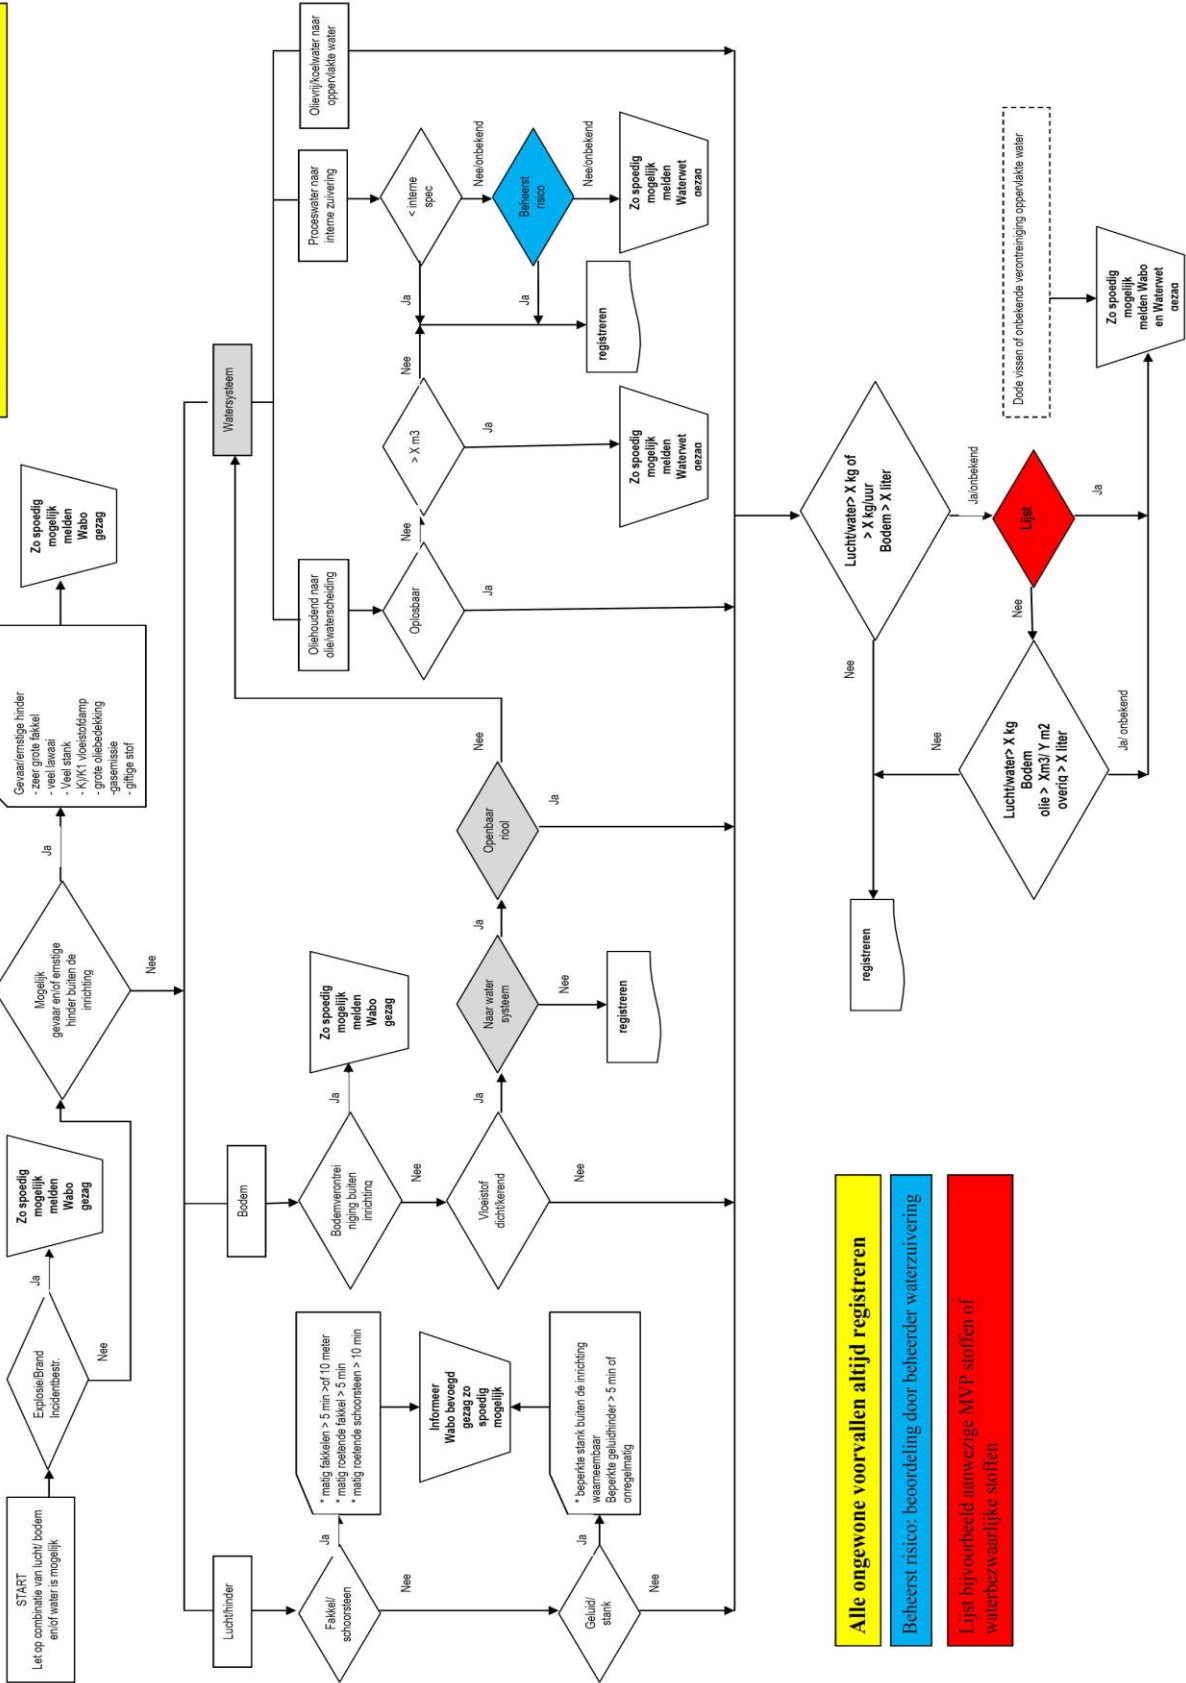 START
Let op combinatie van lucht/ bodem
en/of water is mogelijk
Explosie/Brand
Incidentbestr.
Ja
Nee
Zo spoedig
mogelijk
melden
Wabo
gezag
Mogelijk
gevaar en/of ernstige
hinder buiten de
inrichting
Ja
Nee
Gevaar/ernstige hinder
- zeer grote fakkel
- veel lawaai
- Veel stank
- K)/K1 vloeistofdamp
- grote oliebedekking
-gasemissie
- giftige stof
Zo spoedig
mogelijk
melden
Wabo
gezag
Lucht/hinder
Fakkel/
schoorsteen
Ja
Nee
* matig fakkelen > 5 min >of 10 meter
* matig roetende fakkel > 5 min
* matig roetende schoorsteen > 10 min
Informeer
Wabo bevoegd
gezag zo
spoedig
mogelijk
Geluid/
stank
Ja
Nee
* beperkte stank buiten de inrichting
waarneembaar
Beperkte geluidhinder > 5 min of
onregelmatig
Bodem
Bodemverontrei
niging buiten
inrichting
Ja
Nee
Zo spoedig
mogelijk
melden
Wabo
gezag
Vloeistof
dicht/kerend
Ja
Nee
Naar water
systeem
Ja
Nee
registreren
Openbaar
riool
Nee
Ja
Watersysteem
Oliehoudend naar
olie/waterscheiding
Oplosbaar
Nee
Ja
> X m3
Nee
Ja
Zo spoedig
mogelijk
melden
Waterwet
gezag
Proceswater naar
interne zuivering
< interne
spec
Ja
Nee/onbekend
Beheerst
risico
Ja
Nee/onbekend
registreren
Zo spoedig
mogelijk
melden
Waterwet
gezag
Olievrij/koelwater naar
oppervlakte water
Lucht/water> X kg of
> X kg/uur
Bodem > X liter
Nee
Ja/onbekend
Lijst
Nee
Ja
Lucht/water> X kg
Bodem
olie > Xm3/ Y m2
overig > X liter
Nee
Ja/ onbekend
registreren
Dode vissen of onbekende verontreiniging oppervlakte water
Zo spoedig
mogelijk
melden Wabo
en Waterwet
gezag
Alle ongewone voorvallen altijd registreren
Beheerst risico: beoordeling door beheerder waterzuivering
Lijst bijvoorbeeld aanwezige MVP stoffen of
waterbezwaarlijke stoffen